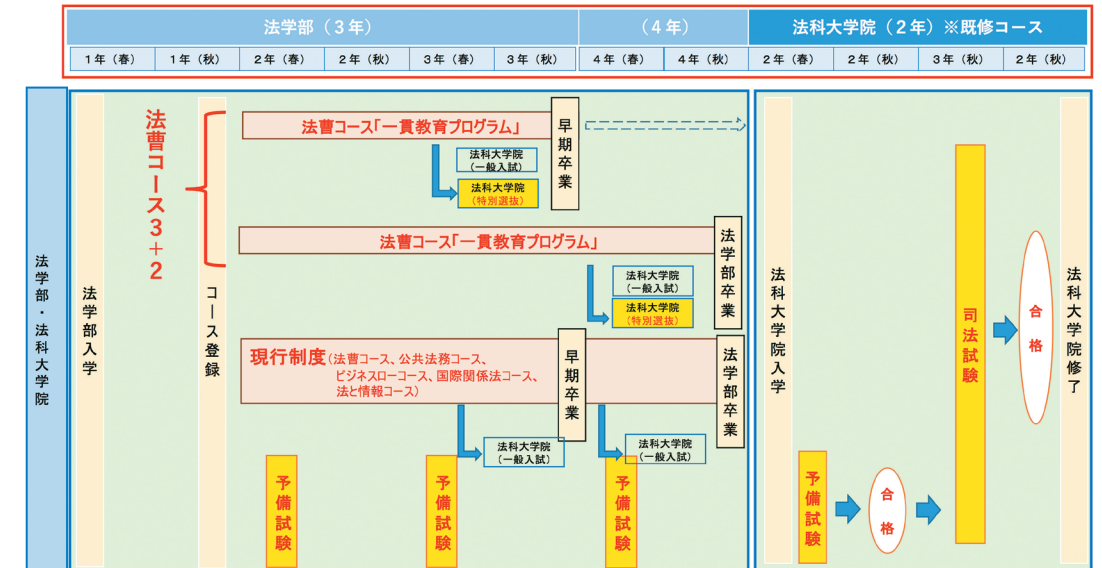 法学部（３年）
（４年）
法科大学院（２年）※既修コース
１年（春）
１年（秋）
２年（春）
２年（秋）
３年（春）
３年（秋）
４年（春）
４年（秋）
２年（春）
２年（秋）
３年（秋）
２年（秋）
法学部・法科大学院
法学部入学
法曹コース３＋２
コース登録
法曹コース「一貫教育プログラム」
早期卒業
法科大学院
（一般入試）
法科大学院
（特別選抜）
法曹コース「一貫教育プログラム」
法学部卒業
法科大学院
（一般入試）
法科大学院
（特別選抜）
現行制度（法曹コース、公共法務コース、
ビジネスローコース、国際関係法コース、
法と情報コース）
早期卒業
法学部卒業
法科大学院
（一般入試）
法科大学院
（一般入試）
予備試験
予備試験
予備試験
法科大学院入学
予備試験
合格
司法試験
合格
法科大学院修了